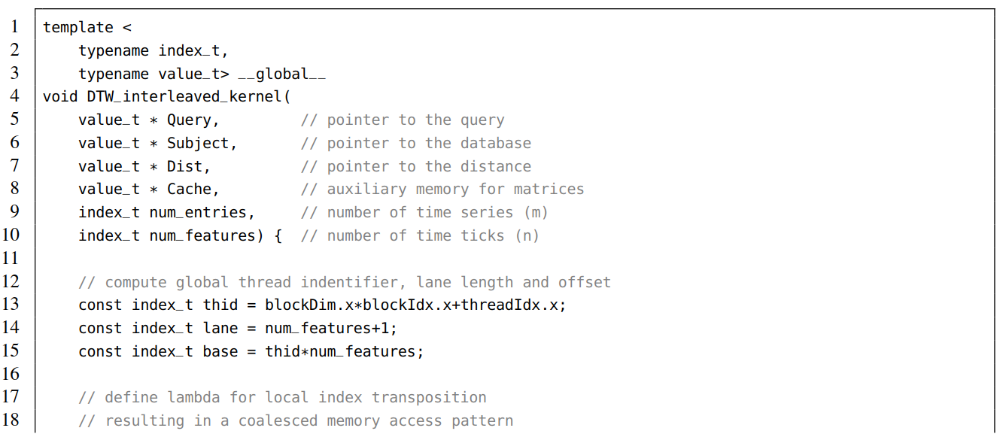 1 template <
2     typename index_t,
3     typename value_t> __global__
4 void DTW_interleaved_kernel(
5     value_t * Query,         // pointer to the query
6     value_t * Subject,       // pointer to the database
7     value_t * Dist,          // pointer to the distance
8     value_t * Cache,         // auxiliary memory for matrices
9     index_t num_entries,     // number of time series (m)
10     index_t num_features) {  // number of time ticks (n)
11
12     // compute global thread indentifier, lane length and offset
13     const index_t thid = blockDim.x*blockIdx.x+threadIdx.x;
14     const index_t lane = num_features+1;
15     const index_t base = thid*num_features;
16
17     // define lambda for local index transposition
18     // resulting in a coalesced memory access pattern